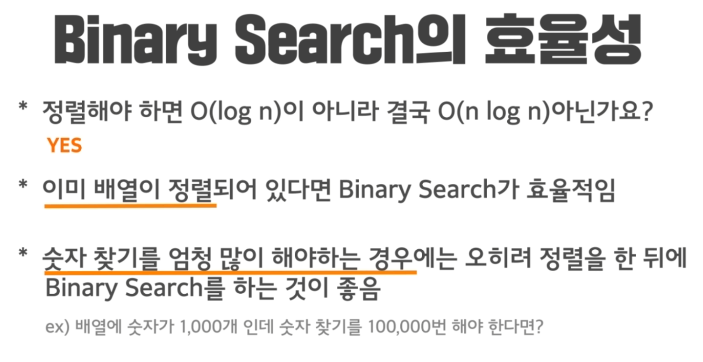 Binary Search의 효율성
* 정렬해야 하면 O(log n)이 아니라 결국 O(n log n)아닌가요?
YES
* 이미 배열이 정렬되어 있다면 Binary Search가 효율적임
* 숫자 찾기를 엄청 많이 해야하는 경우에는 오히려 정렬을 한 뒤에
Binary Search를 하는 것이 좋음
ex) 배열에 숫자가 1,000개 인데 숫자 찾기를 100,000번 해야 한다면?